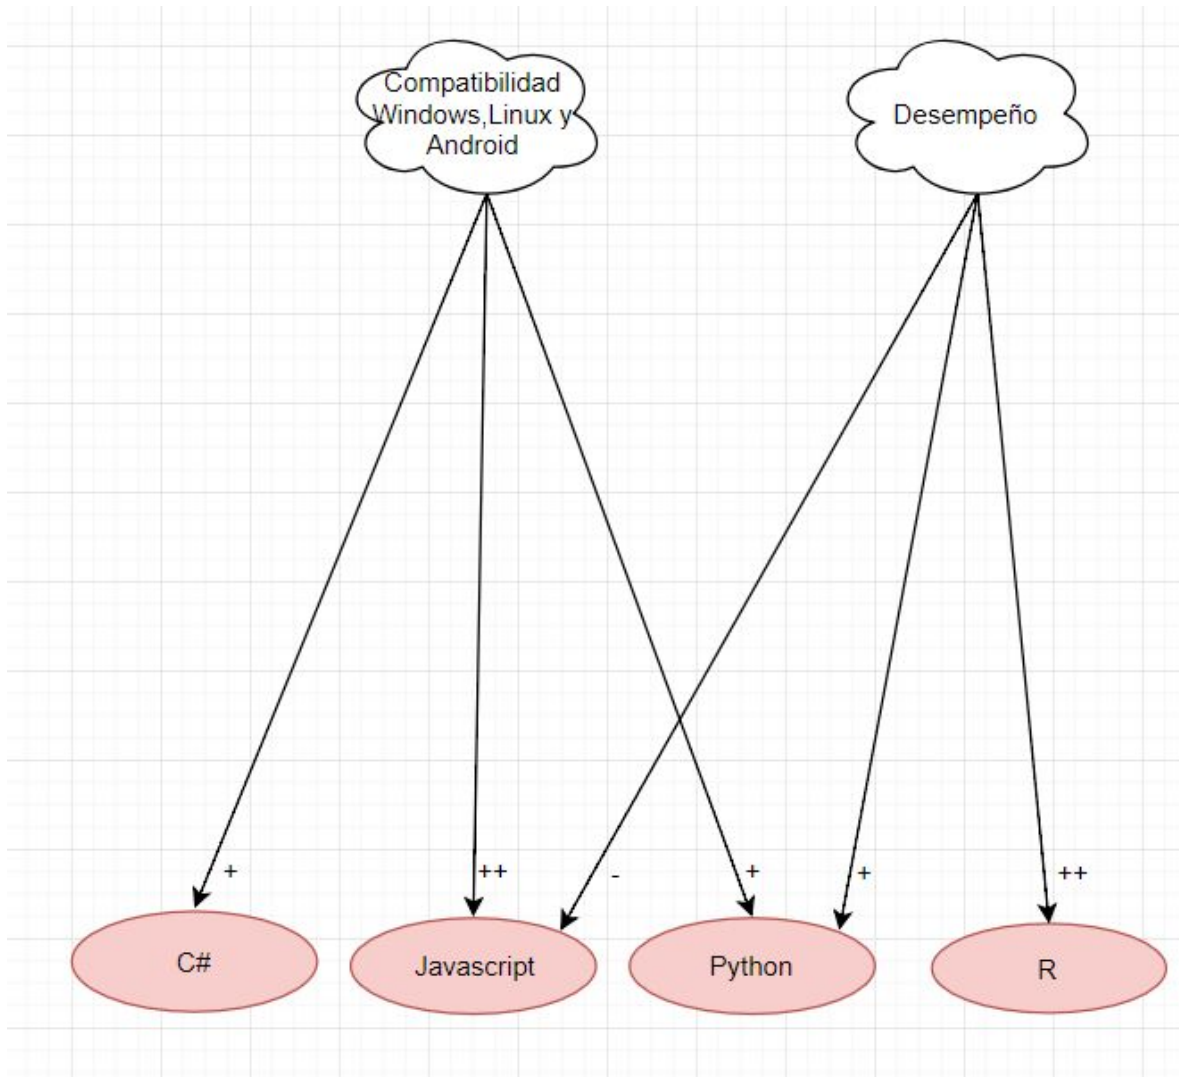 Compatibilidad
Windows,Linux y
Android
Desempeño
+
++
-
+
+
++
C#
Javascript
Python
R